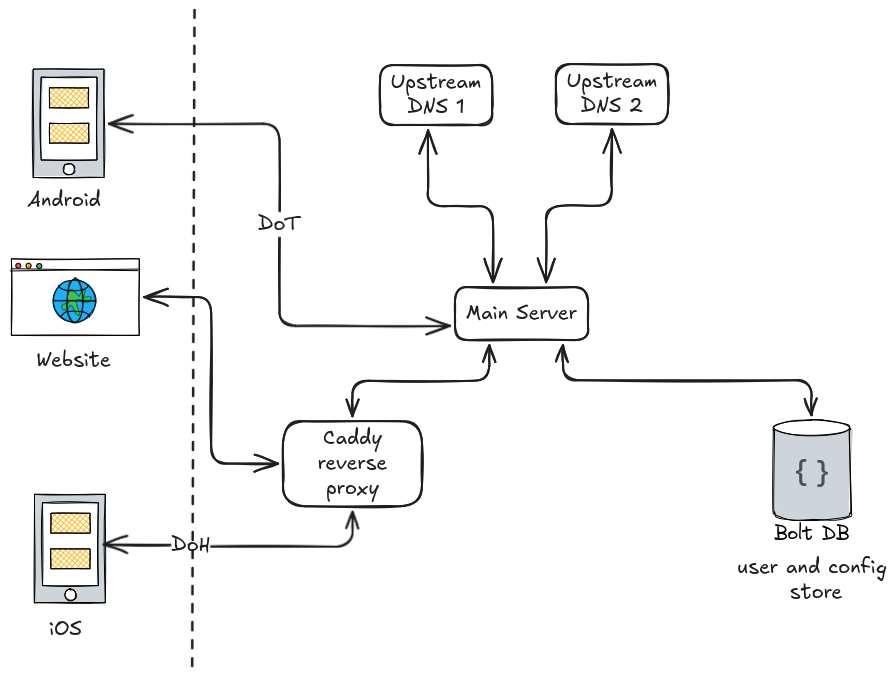 Upstream
DNS 1
Upstream
DNS 2
Android
DoT
Main Server
Website
Caddy
reverse
proxy
{ }
Bolt DB
DoH
user and config
store
iOS